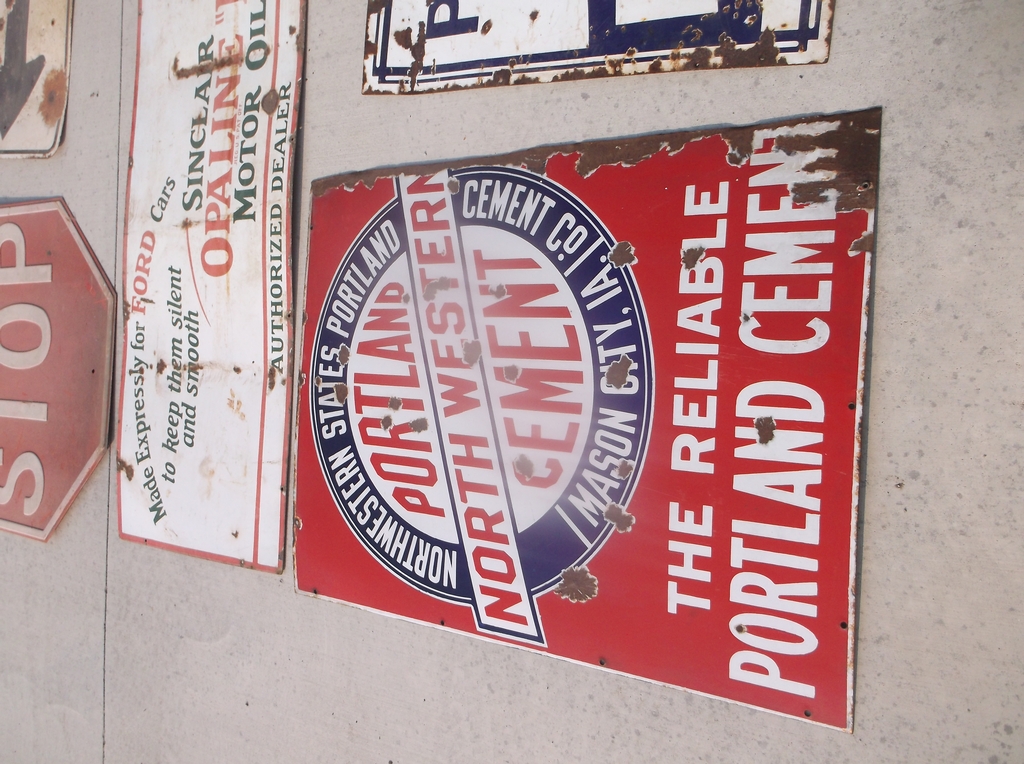 STOP
Made Expressly for FORD Cars
to keep them silent
and smooth
SINCLAIR
OPALINE "F"
MOTOR OIL
AUTHORIZED DEALER
P
NORTHWESTERN STATES PORTLAND CEMENT CO.
PORTLAND
NORTH WESTERN
CEMENT
MASON CITY, IA.
THE RELIABLE
PORTLAND CEMENT